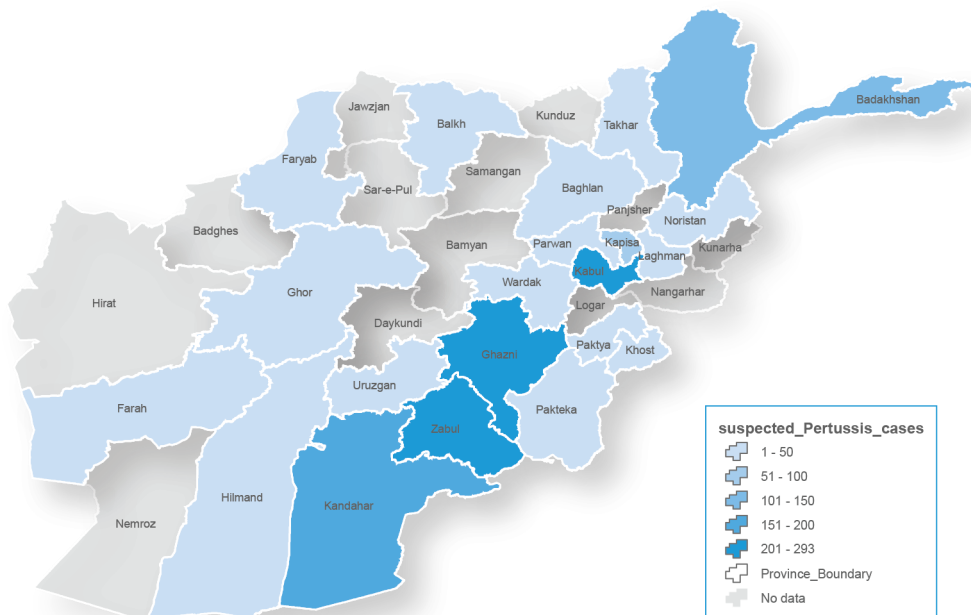 Jawzjan
Balkh
Kunduz
Takhar
Badakhshan
Faryab
Samangan
Sar-e-Pul
Baghlan
Panjsher
Noristan
Badghes
Bamyan
Parwan
Kapisa
Kunarha
Laghman
Kabul
Wardak
Nangarhar
Hirat
Ghor
Logar
Daykundi
Paktya
Khost
Ghazni
Uruzgan
Farah
Pakteka
Zabul
Hilmand
Kandahar
Nemroz
suspected_Pertussis_cases
1 - 50
51 - 100
101 - 150
151 - 200
201 - 293
Province_Boundary
No data